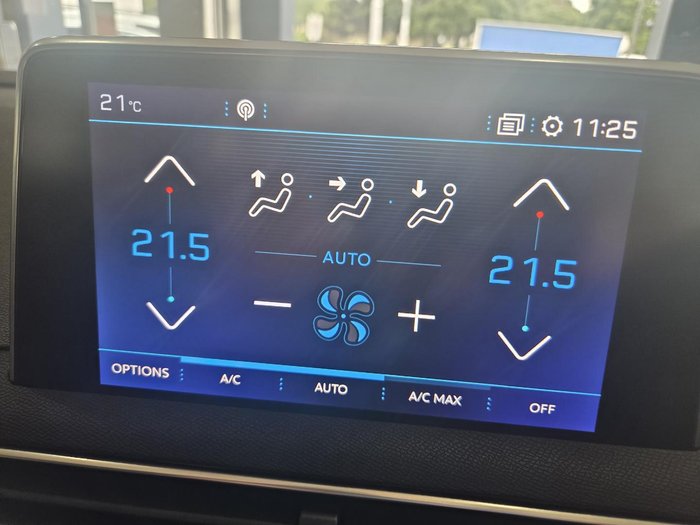 21°C 11:25
21.5 21.5
AUTO
− +
OPTIONS A/C AUTO A/C MAX OFF